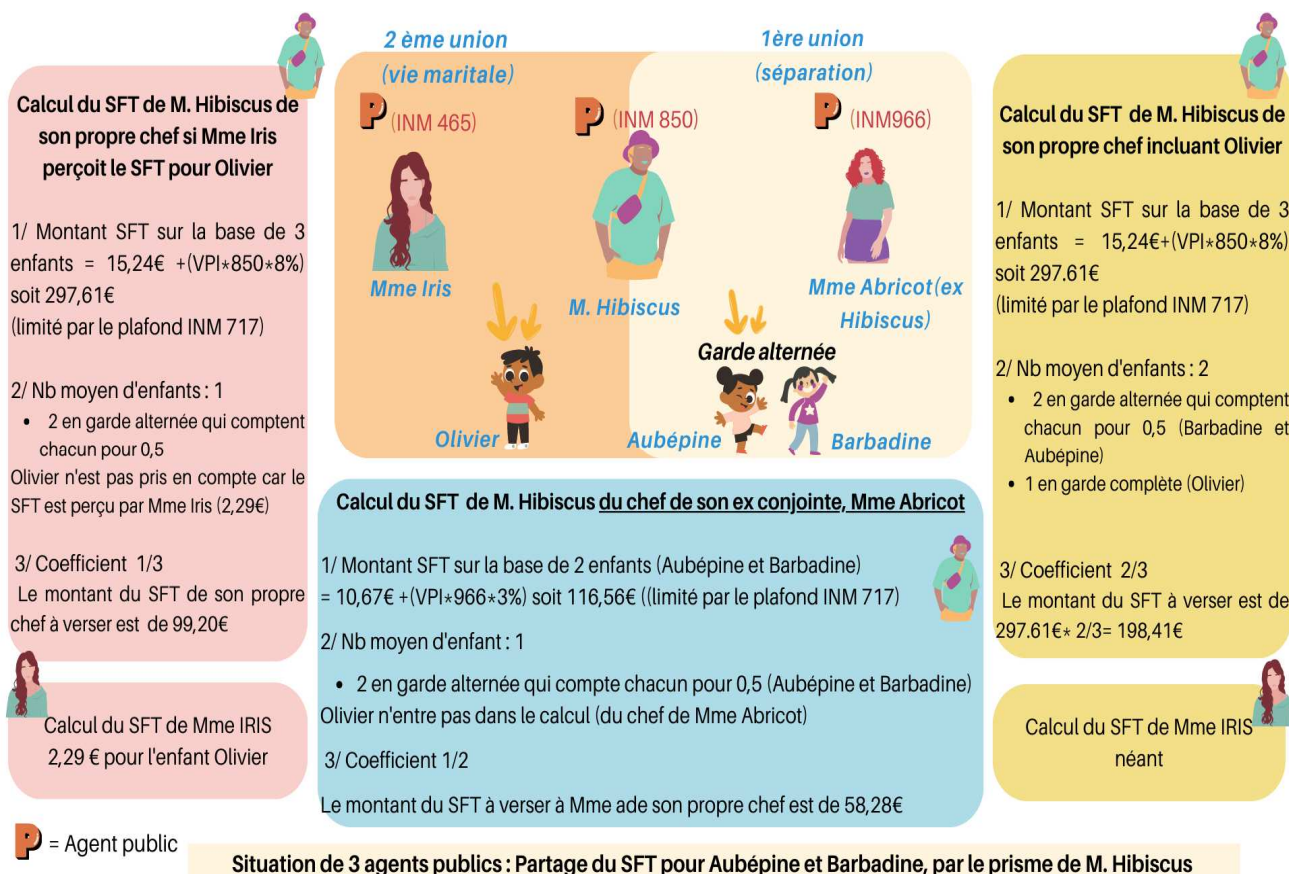 2 ème union
(vie maritale)
1ère union
(séparation)
P (INM 465)
P (INM 850)
P (INM966)
Mme Iris
M. Hibiscus
Mme Abricot(ex
Hibiscus)
Garde alternée
Olivier
Aubépine
Barbadine
Calcul du SFT de M. Hibiscus de
son propre chef si Mme Iris
perçoit le SFT pour Olivier
1/ Montant SFT sur la base de 3
enfants = 15,24€ +(VPI*850*8%)
soit 297,61€
(limité par le plafond INM 717)
2/ Nb moyen d'enfants : 1
• 2 en garde alternée qui comptent
chacun pour 0,5
Olivier n'est pas pris en compte car le
SFT est perçu par Mme Iris (2,29€)
3/ Coefficient 1/3
Le montant du SFT de son propre
chef à verser est de 99,20€
Calcul du SFT de Mme IRIS
2,29 € pour l'enfant Olivier
Calcul du SFT de M. Hibiscus du chef de son ex conjointe, Mme Abricot
1/ Montant SFT sur la base de 2 enfants (Aubépine et Barbadine)
= 10,67€ +(VPI*966*3%) soit 116,56€ ((limité par le plafond INM 717)
2/ Nb moyen d'enfant : 1
• 2 en garde alternée qui compte chacun pour 0,5 (Aubépine et Barbadine)
Olivier n'entre pas dans le calcul (du chef de Mme Abricot)
3/ Coefficient 1/2
Le montant du SFT à verser à Mme ade son propre chef est de 58,28€
Calcul du SFT de M. Hibiscus de
son propre chef incluant Olivier
1/ Montant SFT sur la base de 3
enfants = 15,24€+(VPI*850*8%)
soit 297.61€
(limité par le plafond INM 717)
2/ Nb moyen d'enfants : 2
• 2 en garde alternée qui comptent
chacun pour 0,5 (Barbadine et
Aubépine)
• 1 en garde complète (Olivier)
3/ Coefficient 2/3
Le montant du SFT à verser est de
297.61€* 2/3= 198,41€
Calcul du SFT de Mme IRIS
néant
P = Agent public
Situation de 3 agents publics : Partage du SFT pour Aubépine et Barbadine, par le prisme de M. Hibiscus